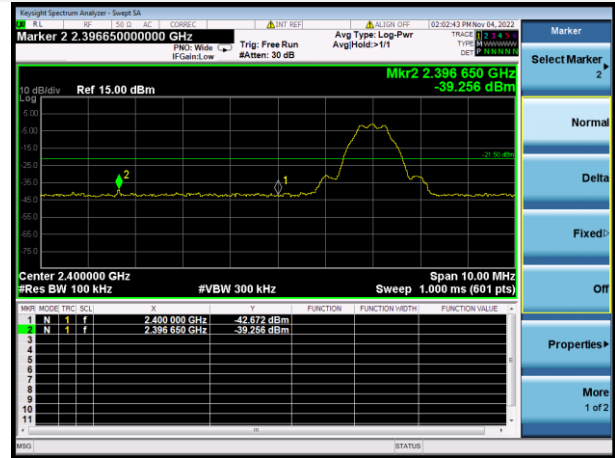 Keysight Spectrum Analyzer - Swept SA
RL RF 50 Ω AC CORREC INT REF ALIGN OFF 02:02:43 PM Nov 04, 2022
Marker 2 2.396650000000 GHz
PNO: Wide
IFGain:Low
Trig: Free Run
#Atten: 30 dB
Avg Type: Log-Pwr
Avg|Hold:>1/1
TRACE 1 2 3 4 5 6
TYPE M W W W W W
DET P N N N N N
Mkr2 2.396 650 GHz
-39.256 dBm
10 dB/div Ref 15.00 dBm
Log
5.00
-5.00
-15.0
-21.50 dBm
-25.0
-35.0
-45.0
-55.0
-65.0
-75.0
2
1
Center 2.400000 GHz Span 10.00 MHz
#Res BW 100 kHz #VBW 300 kHz Sweep 1.000 ms (601 pts)
MKR MODE TRC SCL X Y FUNCTION FUNCTION WIDTH FUNCTION VALUE
1 N 1 f 2.400 000 GHz -42.672 dBm
2 N 1 f 2.396 650 GHz -39.256 dBm
3
4
5
6
7
8
9
10
11
MSG STATUS
Marker
Select Marker
2
Normal
Delta
Fixed
Off
Properties
More
1 of 2